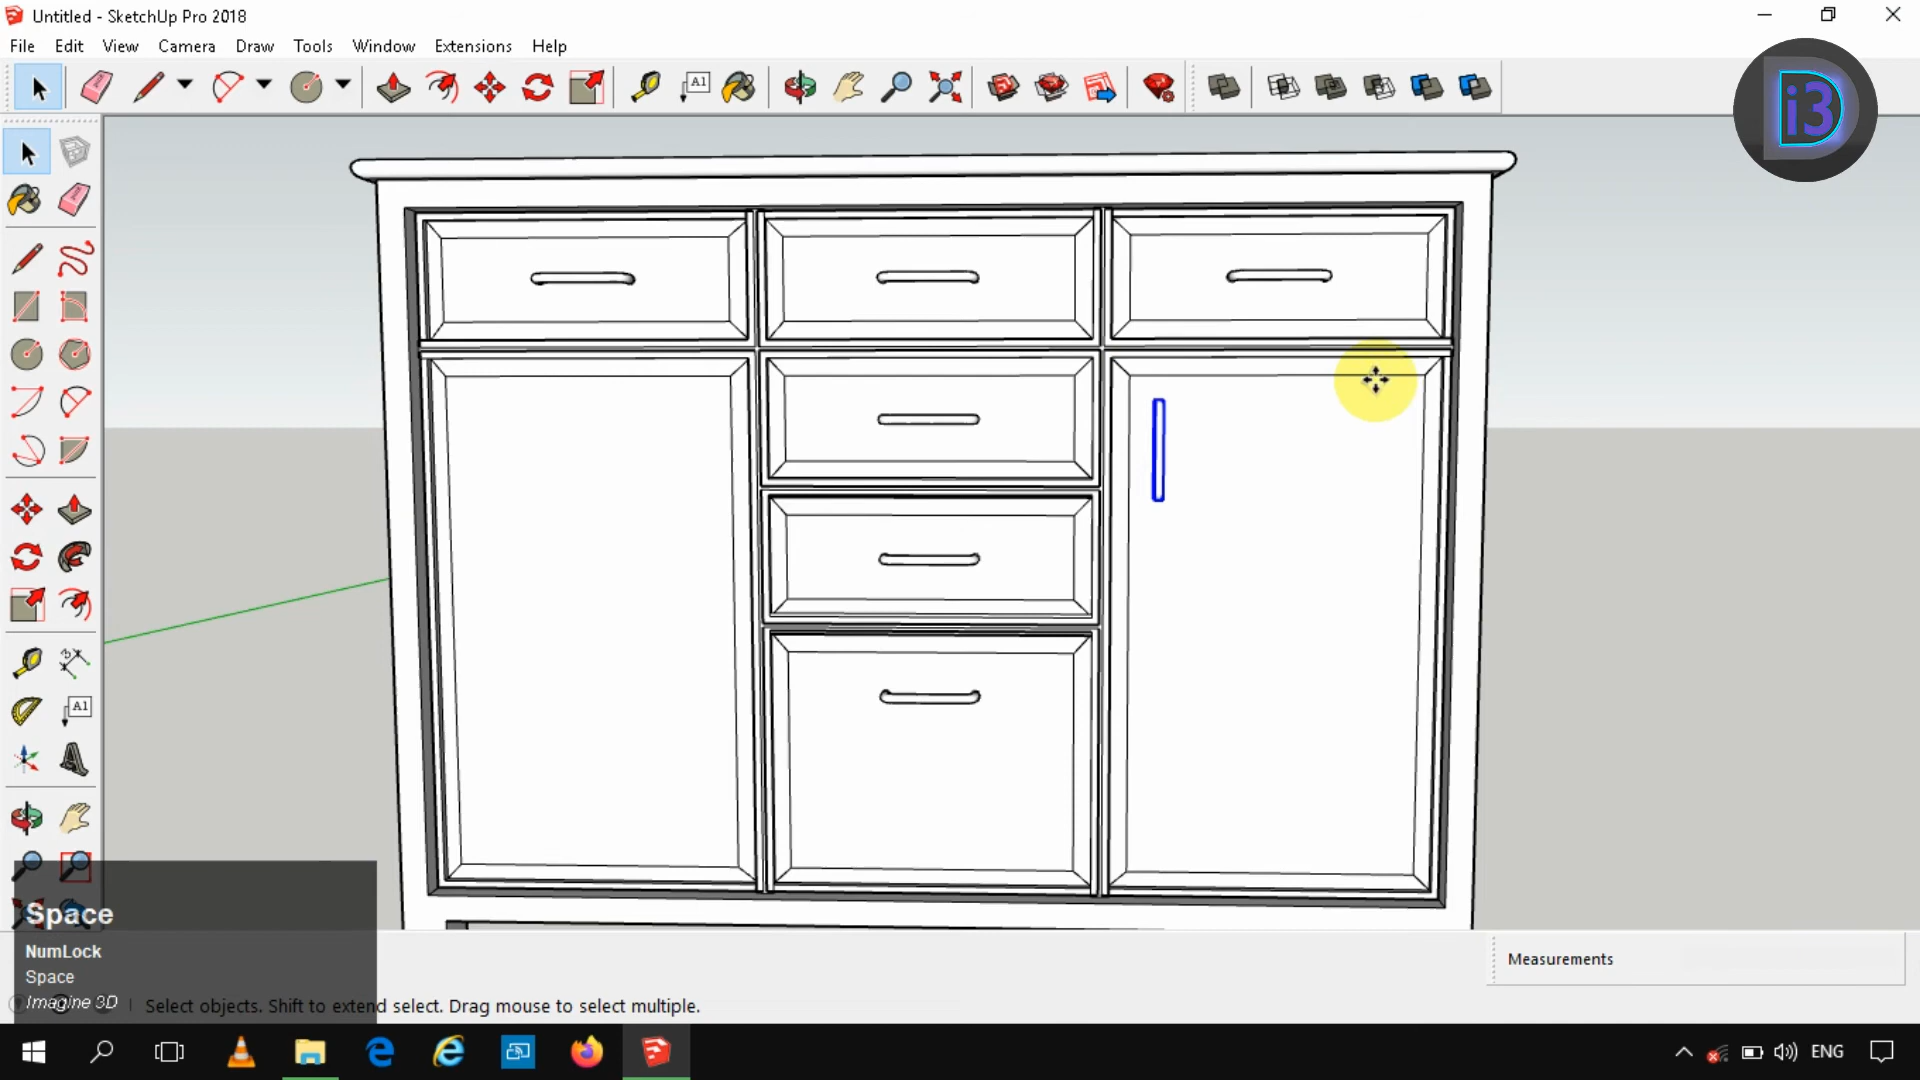 Untitled - SketchUp Pro 2018
File Edit View Camera Draw Tools Window Extensions Help
A1
i3
A1
Space
NumLock
Space
Imagine 3D
Measurements
Select objects. Shift to extend select. Drag mouse to select multiple.
ENG